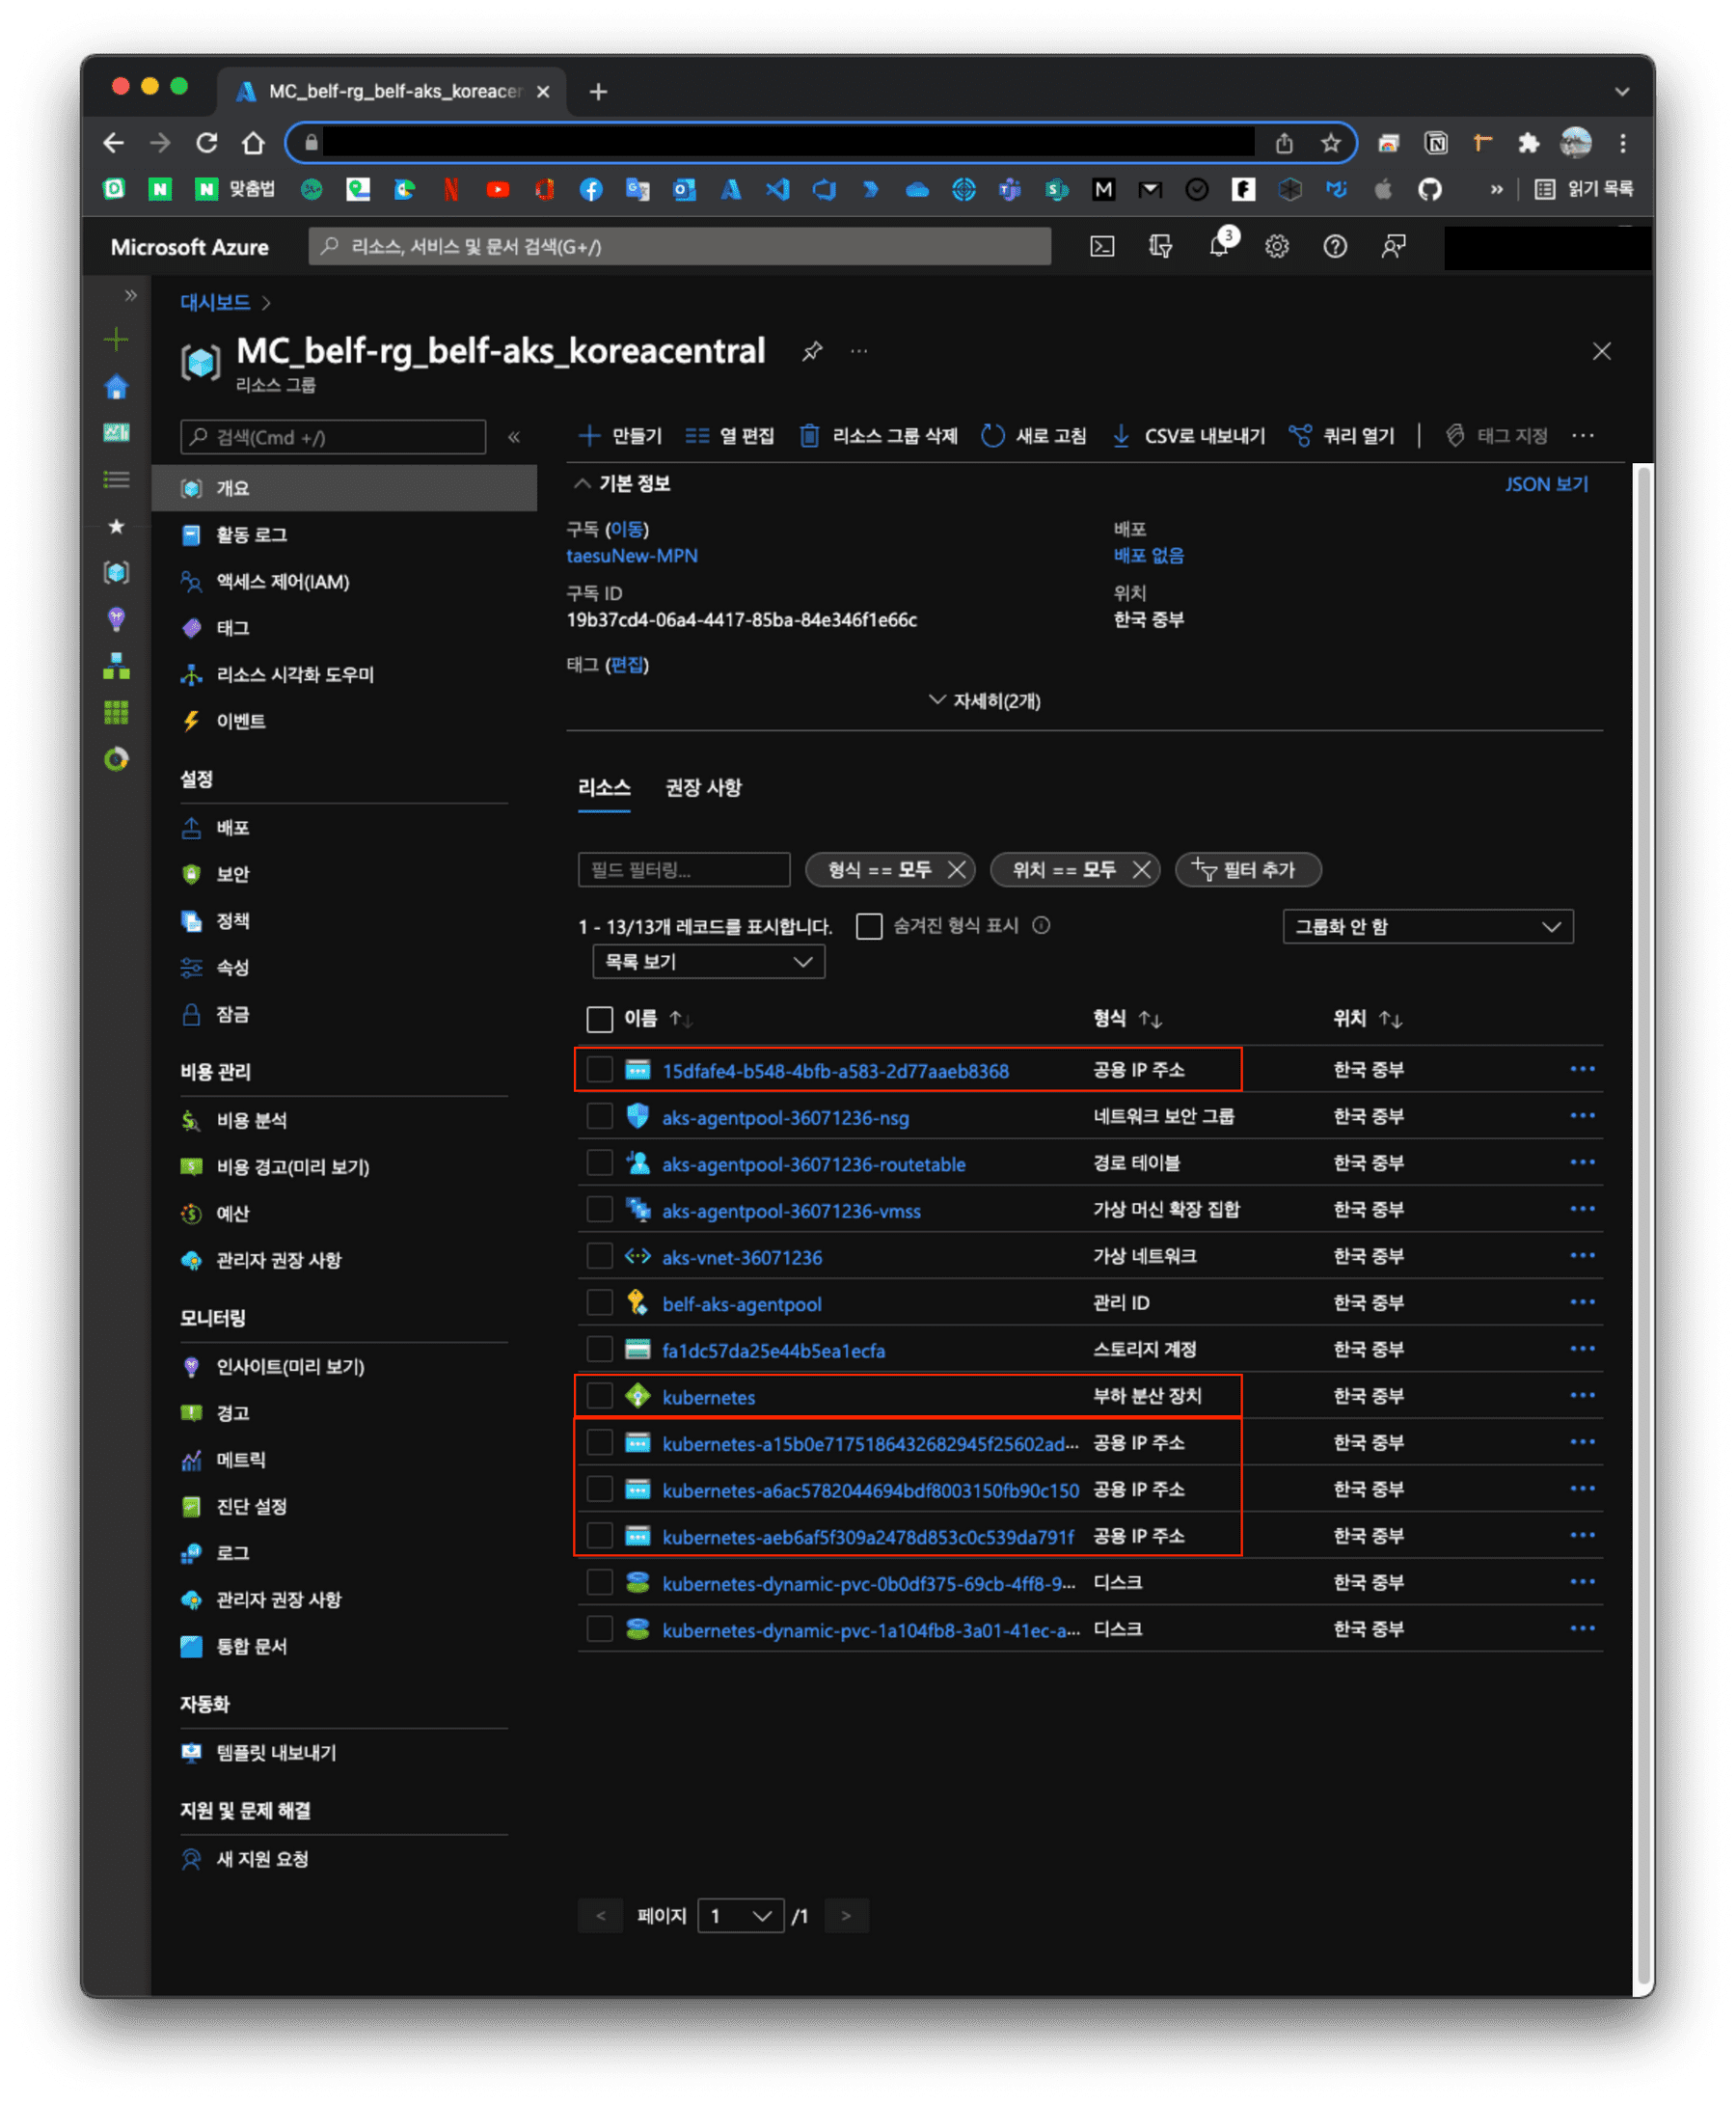 MC_belf-rg_belf-aks_koreacen
맞춤법
읽기 목록
Microsoft Azure
리소스, 서비스 및 문서 검색(G+/)
3
대시보드
MC_belf-rg_belf-aks_koreacentral
리소스 그룹
검색(Cmd +/)
만들기
열 편집
리소스 그룹 삭제
새로 고침
CSV로 내보내기
쿼리 열기
태그 지정
개요
활동 로그
액세스 제어(IAM)
태그
리소스 시각화 도우미
이벤트
설정
배포
보안
정책
속성
잠금
비용 관리
비용 분석
비용 경고(미리 보기)
예산
관리자 권장 사항
모니터링
인사이트(미리 보기)
경고
메트릭
진단 설정
로그
관리자 권장 사항
통합 문서
자동화
템플릿 내보내기
지원 및 문제 해결
새 지원 요청
기본 정보
JSON 보기
구독 (이동)
taesuNew-MPN
구독 ID
19b37cd4-06a4-4417-85ba-84e346f1e66c
배포
배포 없음
위치
한국 중부
태그 (편집)
자세히(2개)
리소스
권장 사항
필드 필터링...
형식 == 모두
위치 == 모두
필터 추가
1 - 13/13개 레코드를 표시합니다.
숨겨진 형식 표시
그룹화 안 함
목록 보기
이름 형식 위치
15dfafe4-b548-4bfb-a583-2d77aaeb8368 공용 IP 주소 한국 중부
aks-agentpool-36071236-nsg 네트워크 보안 그룹 한국 중부
aks-agentpool-36071236-routetable 경로 테이블 한국 중부
aks-agentpool-36071236-vmss 가상 머신 확장 집합 한국 중부
aks-vnet-36071236 가상 네트워크 한국 중부
belf-aks-agentpool 관리 ID 한국 중부
fa1dc57da25e44b5ea1ecfa 스토리지 계정 한국 중부
kubernetes 부하 분산 장치 한국 중부
kubernetes-a15b0e7175186432682945f25602ad... 공용 IP 주소 한국 중부
kubernetes-a6ac5782044694bdf8003150fb90c150 공용 IP 주소 한국 중부
kubernetes-aeb6af5f309a2478d853c0c539da791f 공용 IP 주소 한국 중부
kubernetes-dynamic-pvc-0b0df375-69cb-4ff8-9... 디스크 한국 중부
kubernetes-dynamic-pvc-1a104fb8-3a01-41ec-a... 디스크 한국 중부
< 페이지 1 /1 >